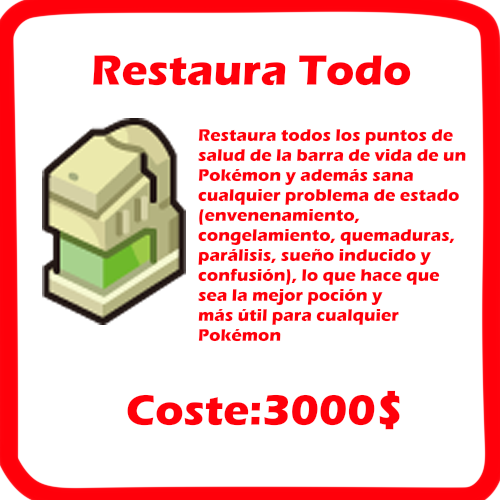 Restaura Todo
Restaura todos los puntos de
salud de la barra de vida de un
Pokémon y además sana
cualquier problema de estado
(envenenamiento,
congelamiento, quemaduras,
parálisis, sueño inducido y
confusión), lo que hace que
sea la mejor poción y
más útil para cualquier
Pokémon
Coste:3000$